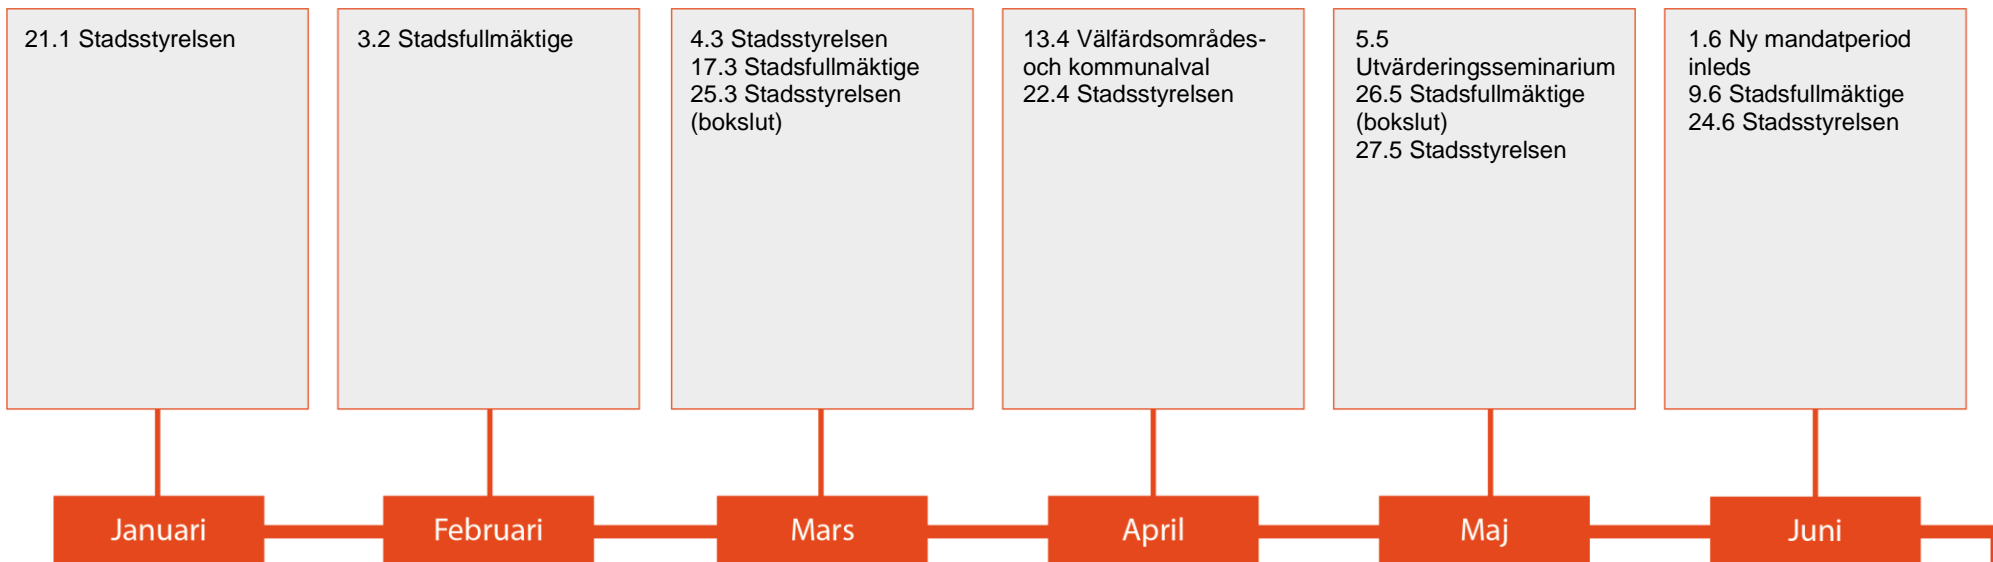 21.1 Stadsstyrelsen
3.2 Stadsfullmäktige
4.3 Stadsstyrelsen
17.3 Stadsfullmäktige
25.3 Stadsstyrelsen
(bokslut)
13.4 Välfärdsområdes-
och kommunalval
22.4 Stadsstyrelsen
5.5
Utvärderingsseminarium
26.5 Stadsfullmäktige
(bokslut)
27.5 Stadsstyrelsen
1.6 Ny mandatperiod
inleds
9.6 Stadsfullmäktige
24.6 Stadsstyrelsen
Januari
Februari
Mars
April
Maj
Juni